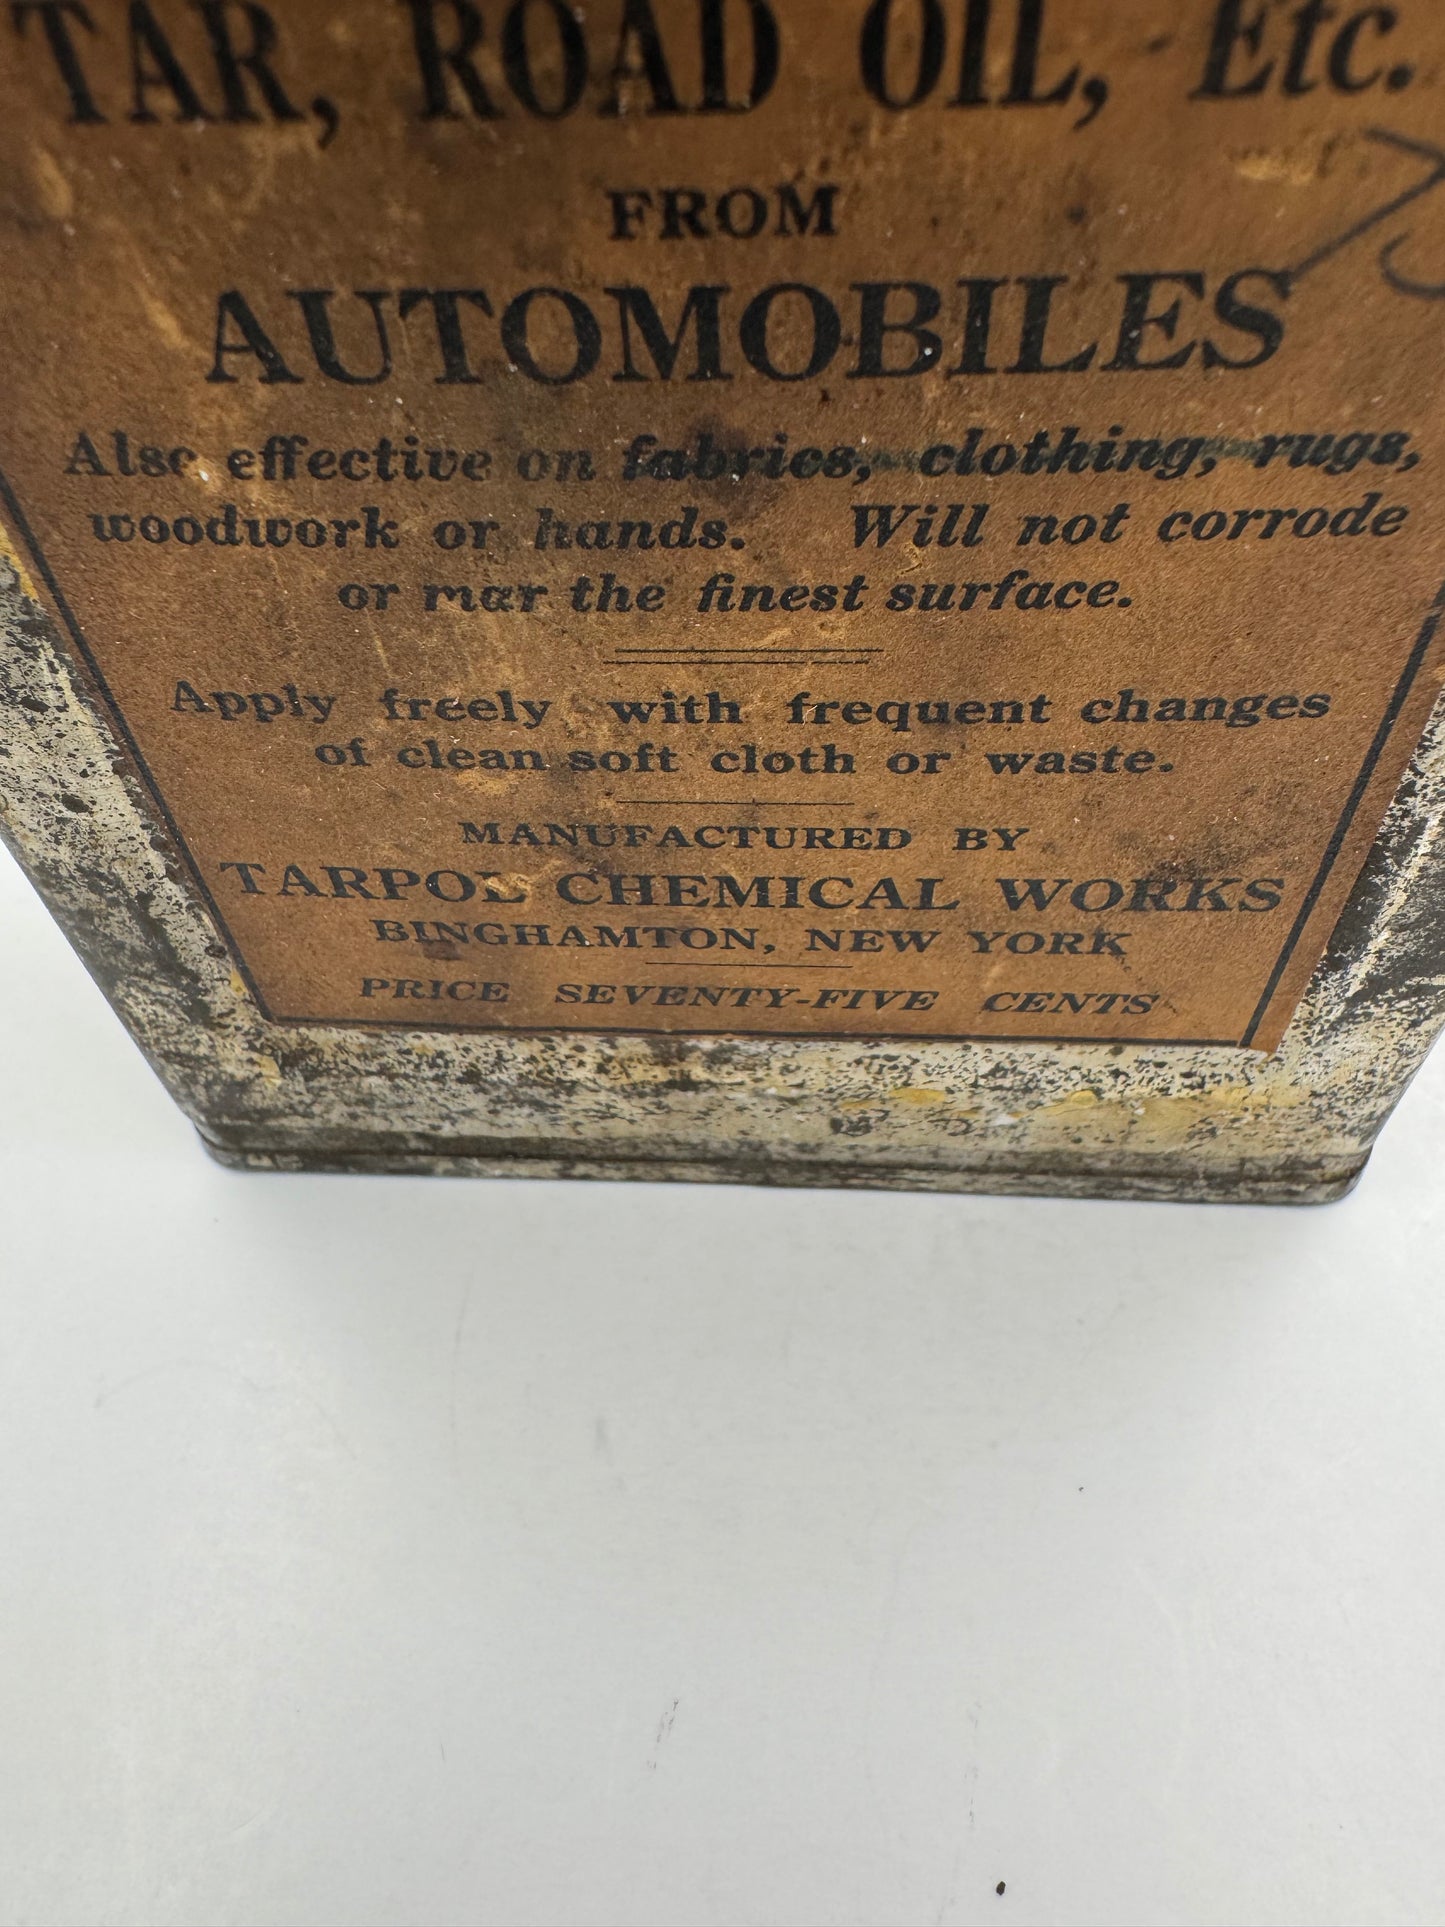 TAR, ROAD OIL, Etc.
FROM
AUTOMOBILES
Also effective on fabrics, clothing, rugs,
woodwork or hands. Will not corrode
or mar the finest surface.
Apply freely with frequent changes
of clean soft cloth or waste.
MANUFACTURED BY
TARPOL CHEMICAL WORKS
BINGHAMTON, NEW YORK
PRICE SEVENTY-FIVE CENTS